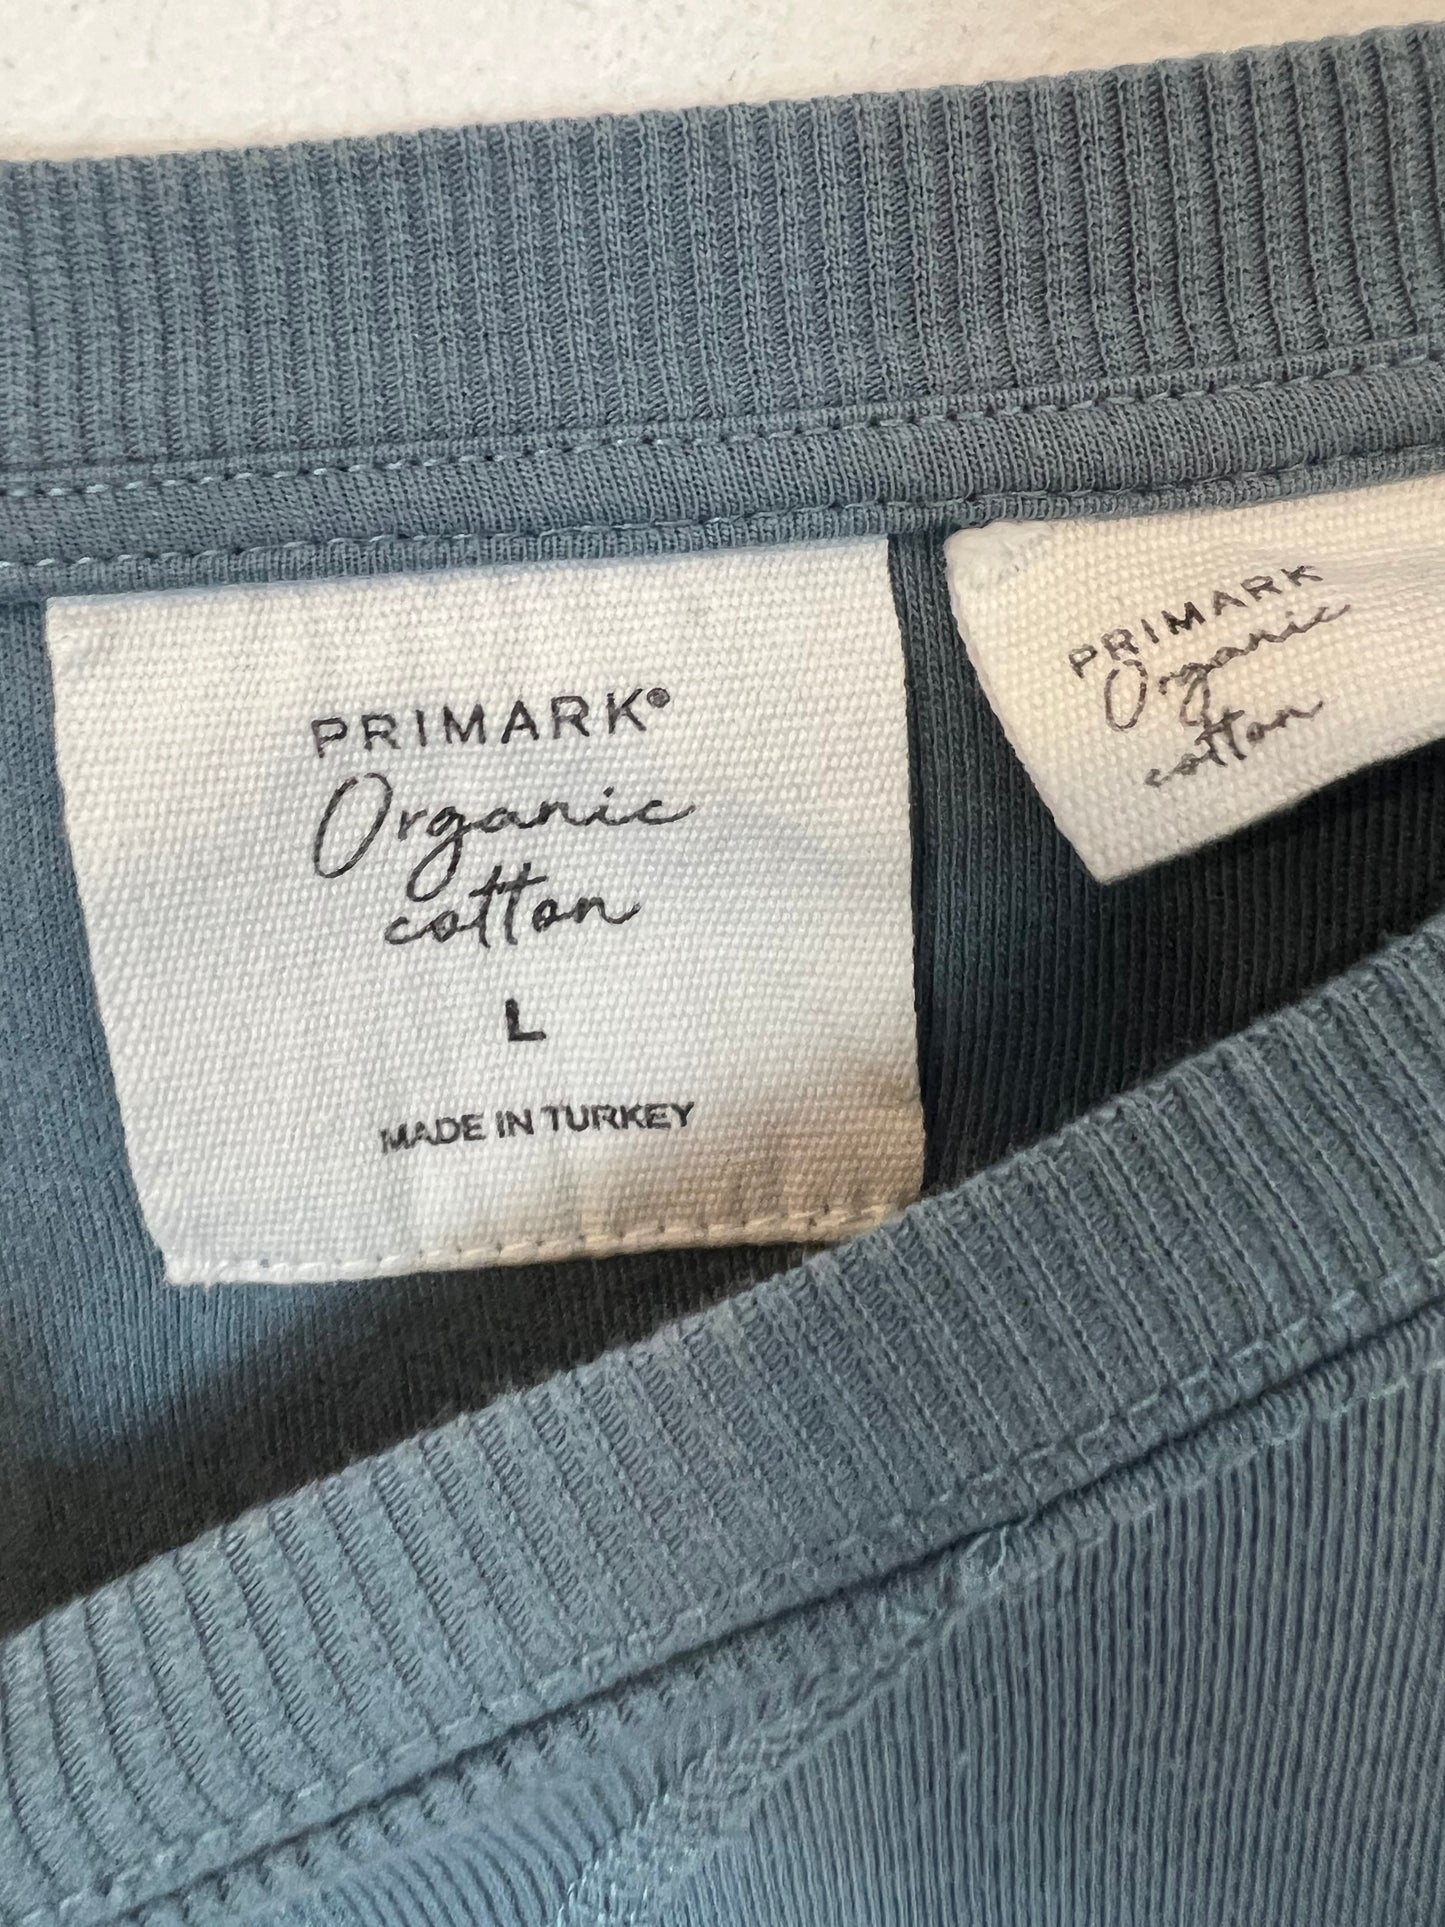 PRIMARK®
Organic
cotton
L
MADE IN TURKEY
PRIMARK
Organic
cotton